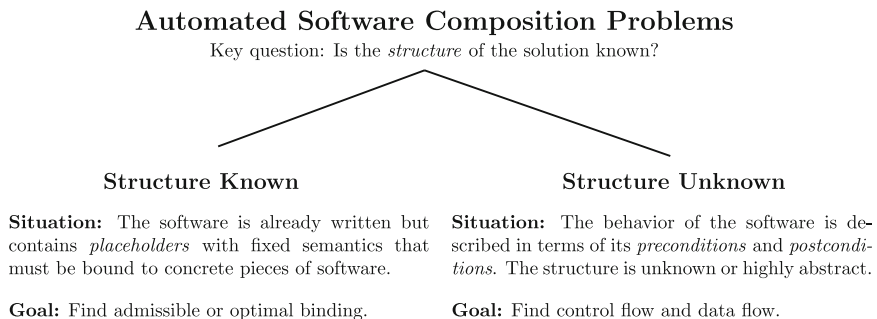 Automated Software Composition Problems
Key question: Is the structure of the solution known?
Structure Known
Situation: The software is already written but
contains placeholders with fixed semantics that
must be bound to concrete pieces of software.
Goal: Find admissible or optimal binding.
Structure Unknown
Situation: The behavior of the software is de-
scribed in terms of its preconditions and postcondi-
tions. The structure is unknown or highly abstract.
Goal: Find control flow and data flow.